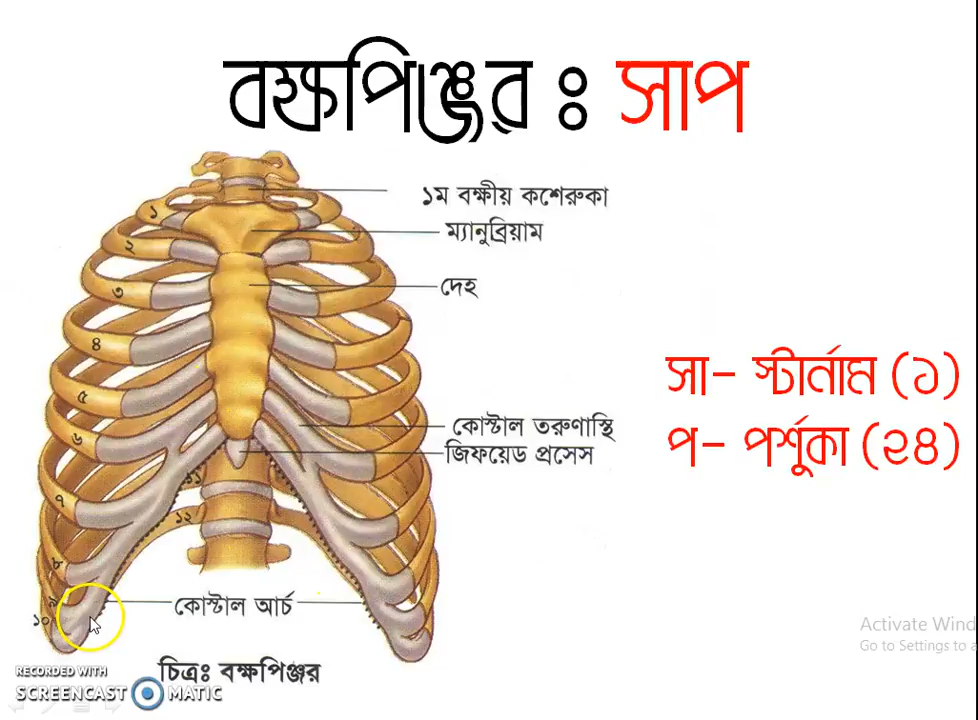 বক্ষপিঞ্জর ঃ সাপ
১ম বক্ষীয় কশেরুকা
ম্যানুব্রিয়াম
দেহ
সা- স্টার্নাম (১)
প- পর্শুকা (২৪)
কোস্টাল তরুণাস্থি
জিফয়েড প্রসেস
১
২
৩
৪
৫
৬
৭
৮
৯
১০
১১
১২
কোস্টাল আর্চ
চিত্রঃ বক্ষপিঞ্জর
Activate Wind
Go to Settings to a
RECORDED WITH
SCREENCAST MATIC